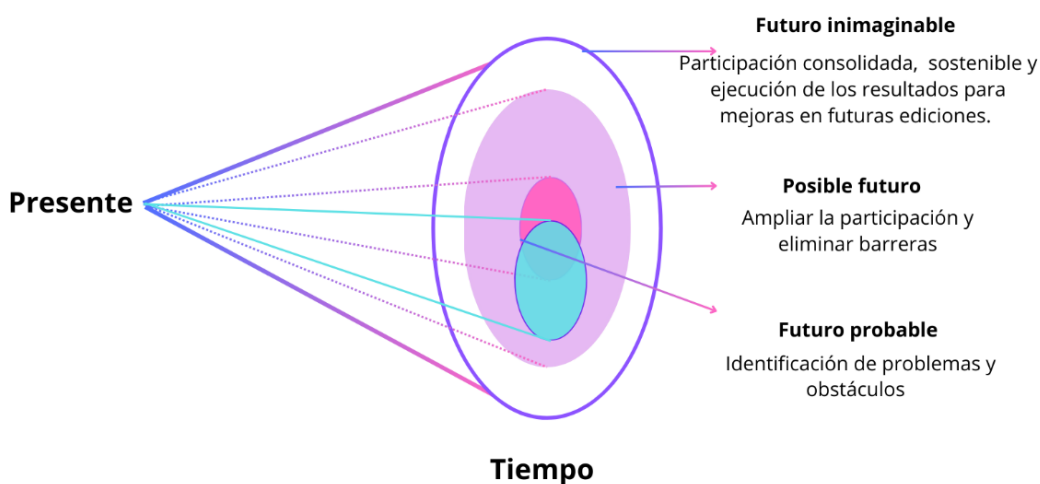 Futuro inimaginable
Participación consolidada, sostenible y
ejecución de los resultados para
mejoras en futuras ediciones.
Presente
Posible futuro
Ampliar la participación y
eliminar barreras
Futuro probable
Identificación de problemas y
obstáculos
Tiempo